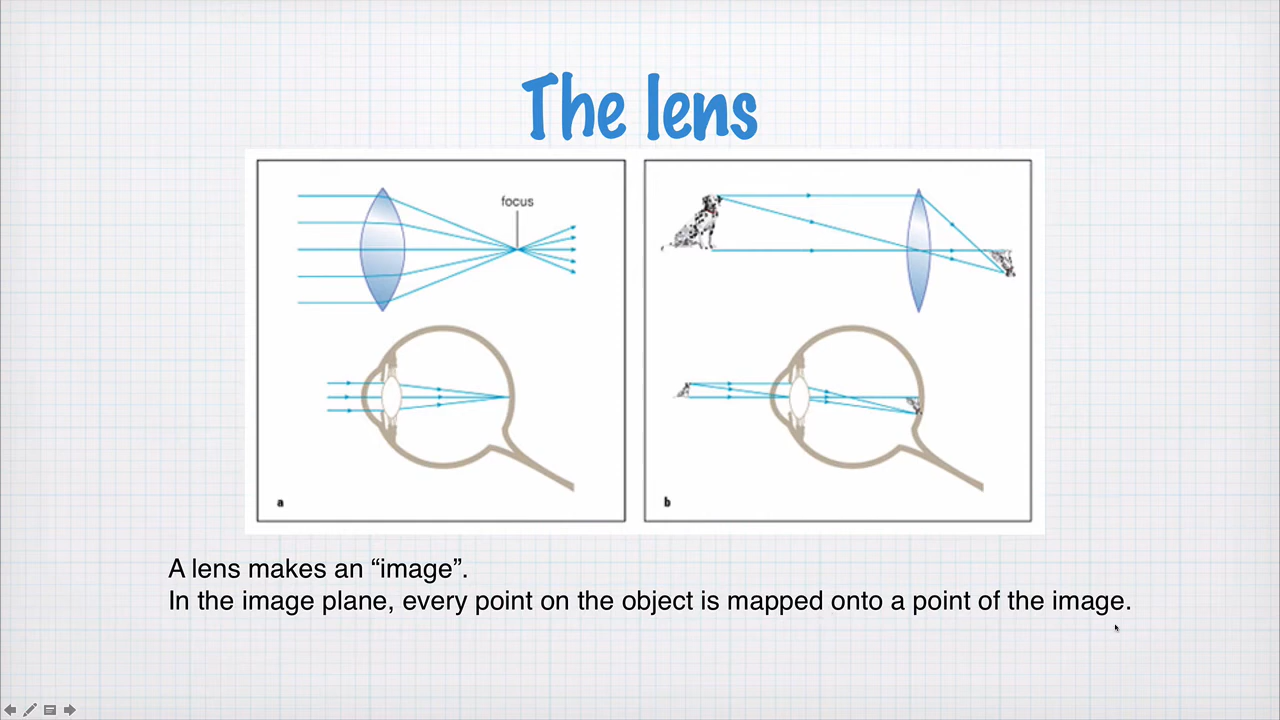 The lens
focus
a
b
A lens makes an “image”.
In the image plane, every point on the object is mapped onto a point of the image.